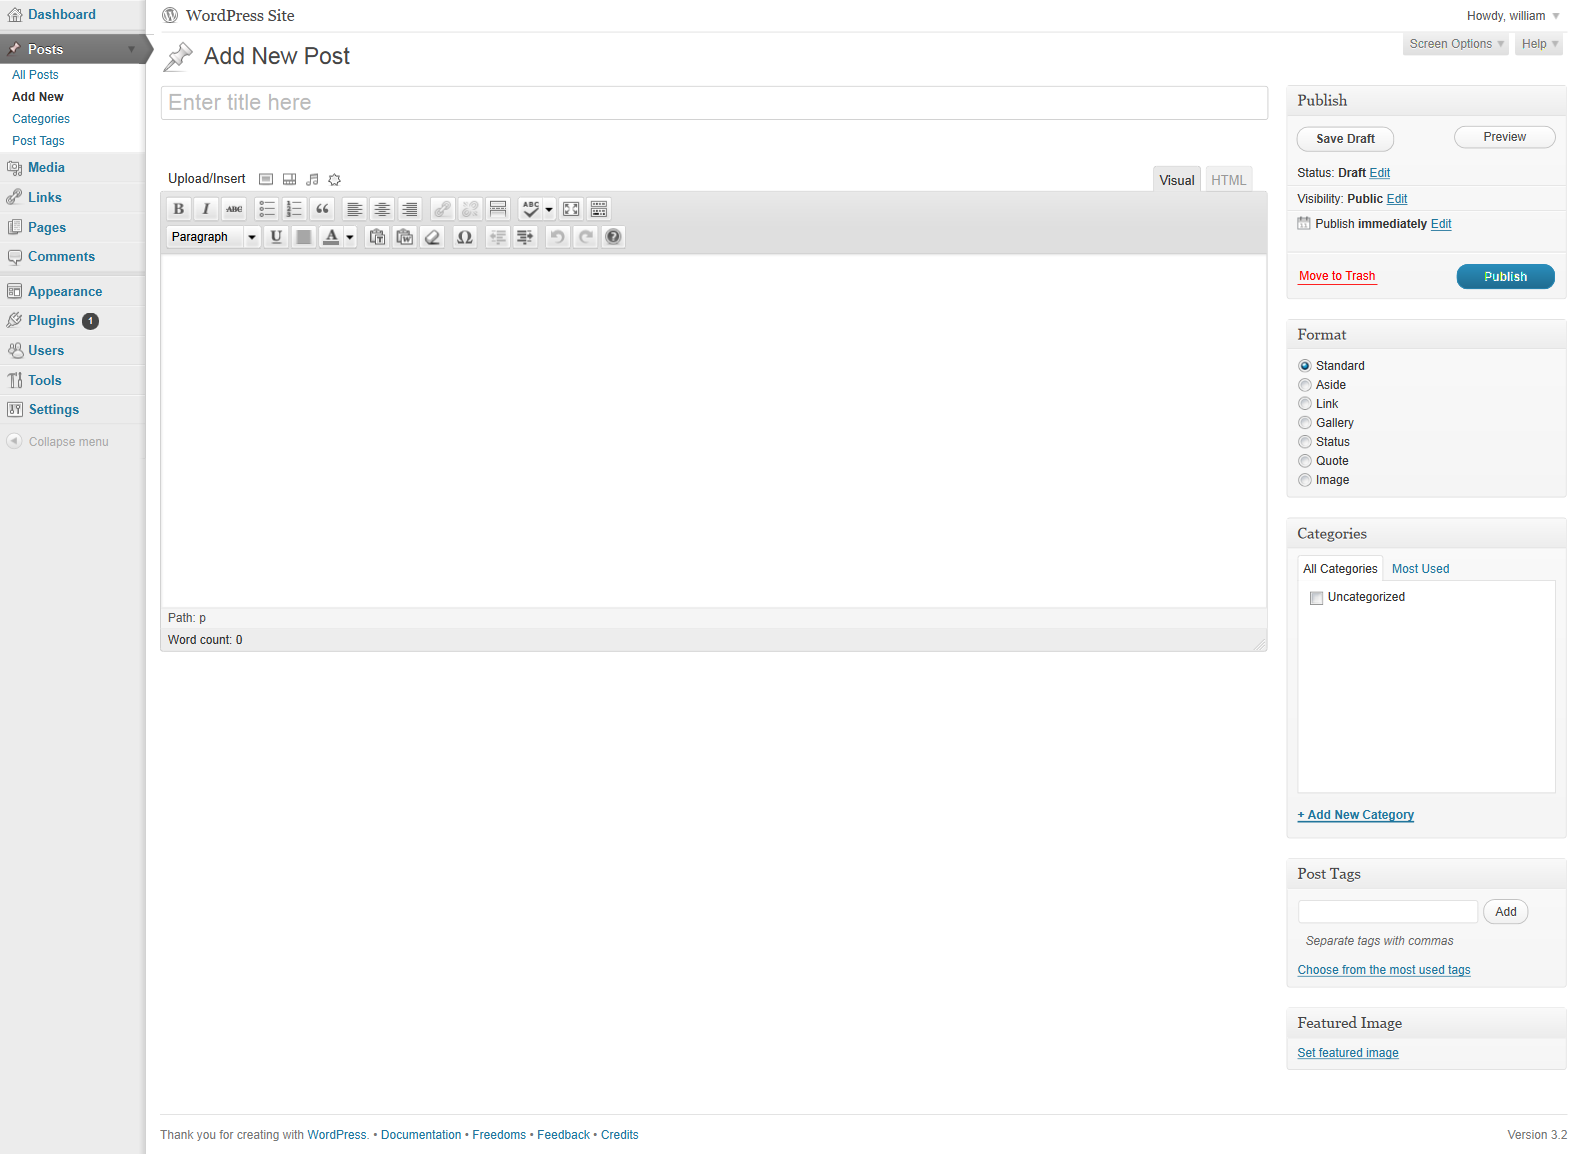 Dashboard
Posts
All Posts
Add New
Categories
Post Tags
Media
Links
Pages
Comments
Appearance
Plugins 1
Users
Tools
Settings
Collapse menu
WordPress Site
Howdy, william
Screen Options
Help
Add New Post
Enter title here
Upload/Insert
Visual
HTML
B I ABC
ABC
Paragraph U A Ω
Path: p
Word count: 0
Publish
Save Draft
Preview
Status: Draft Edit
Visibility: Public Edit
Publish immediately Edit
Move to Trash
Publish
Format
Standard
Aside
Link
Gallery
Status
Quote
Image
Categories
All Categories
Most Used
Uncategorized
+ Add New Category
Post Tags
Add
Separate tags with commas
Choose from the most used tags
Featured Image
Set featured image
Thank you for creating with WordPress. • Documentation • Freedoms • Feedback • Credits
Version 3.2